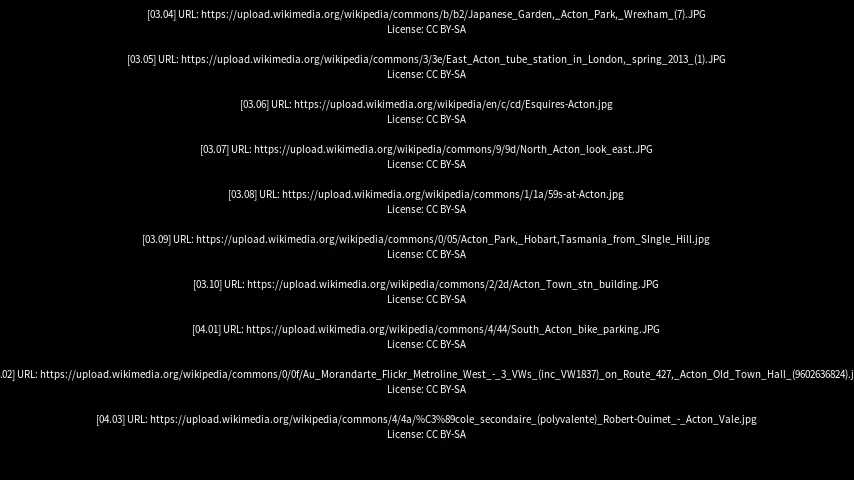 [03.04] URL: https://upload.wikimedia.org/wikipedia/commons/b/b2/Japanese_Garden,_Acton_Park,_Wrexham_(7).JPG
License: CC BY-SA
[03.05] URL: https://upload.wikimedia.org/wikipedia/commons/3/3e/East_Acton_tube_station_in_London,_spring_2013_(1).JPG
License: CC BY-SA
[03.06] URL: https://upload.wikimedia.org/wikipedia/en/c/cd/Esquires-Acton.jpg
License: CC BY-SA
[03.07] URL: https://upload.wikimedia.org/wikipedia/commons/9/9d/North_Acton_look_east.JPG
License: CC BY-SA
[03.08] URL: https://upload.wikimedia.org/wikipedia/commons/1/1a/59s-at-Acton.jpg
License: CC BY-SA
[03.09] URL: https://upload.wikimedia.org/wikipedia/commons/0/05/Acton_Park,_Hobart,Tasmania_from_SIngle_Hill.jpg
License: CC BY-SA
[03.10] URL: https://upload.wikimedia.org/wikipedia/commons/2/2d/Acton_Town_stn_building.JPG
License: CC BY-SA
[04.01] URL: https://upload.wikimedia.org/wikipedia/commons/4/44/South_Acton_bike_parking.JPG
License: CC BY-SA
.02] URL: https://upload.wikimedia.org/wikipedia/commons/0/0f/Au_Morandarte_Flickr_Metroline_West_-_3_VWs_(inc_VW1837)_on_Route_427,_Acton_Old_Town_Hall_(9602636824).j
License: CC BY-SA
[04.03] URL: https://upload.wikimedia.org/wikipedia/commons/4/4a/%C3%89cole_secondaire_(polyvalente)_Robert-Ouimet_-_Acton_Vale.jpg
License: CC BY-SA